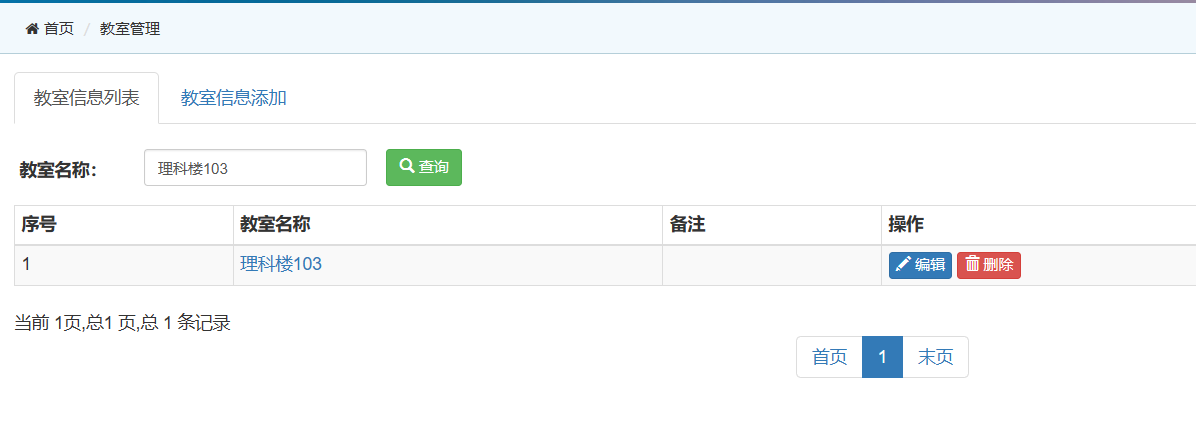 首页 / 教室管理
教室信息列表 教室信息添加
教室名称: 理科楼103 查询
序号 教室名称 备注 操作
1 理科楼103 编辑 删除
当前 1页,总1 页,总 1 条记录
首页 1 末页